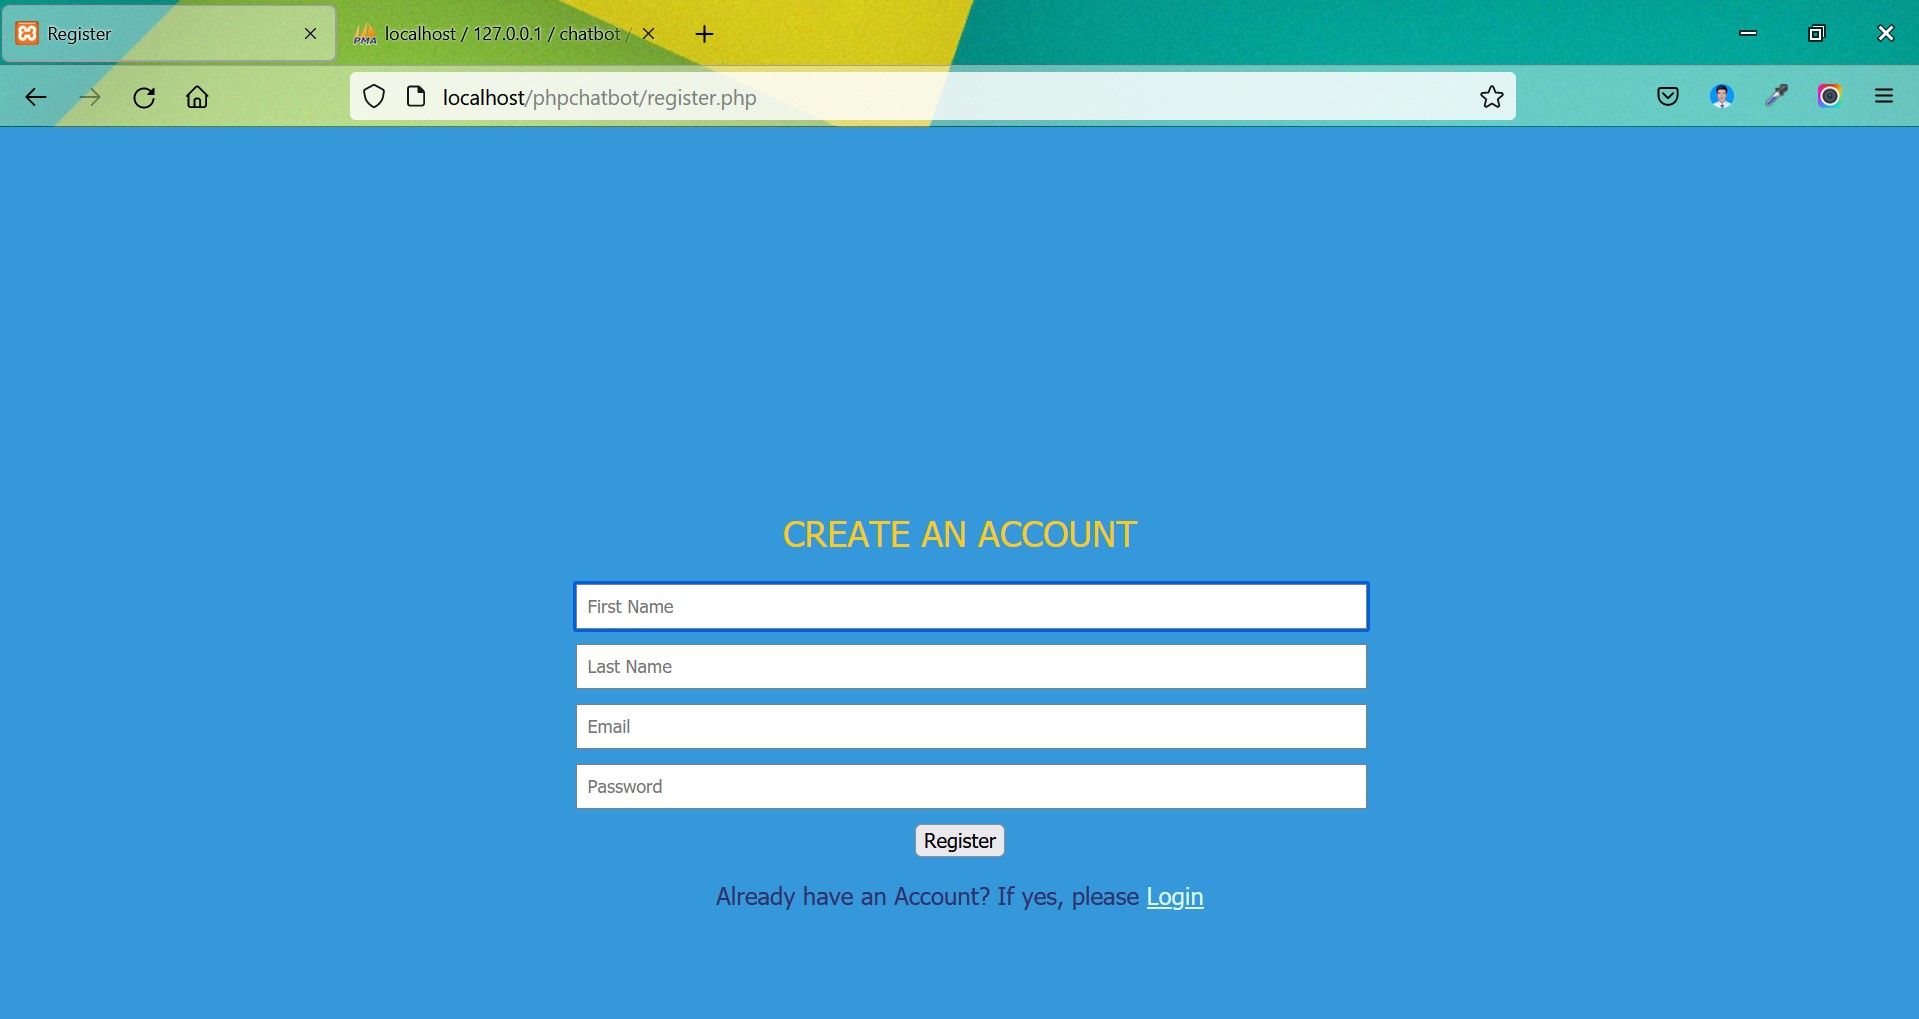 Register
PMA localhost / 127.0.0.1 / chatbot /
localhost/phpchatbot/register.php
CREATE AN ACCOUNT
First Name
Last Name
Email
Password
Register
Already have an Account? If yes, please Login